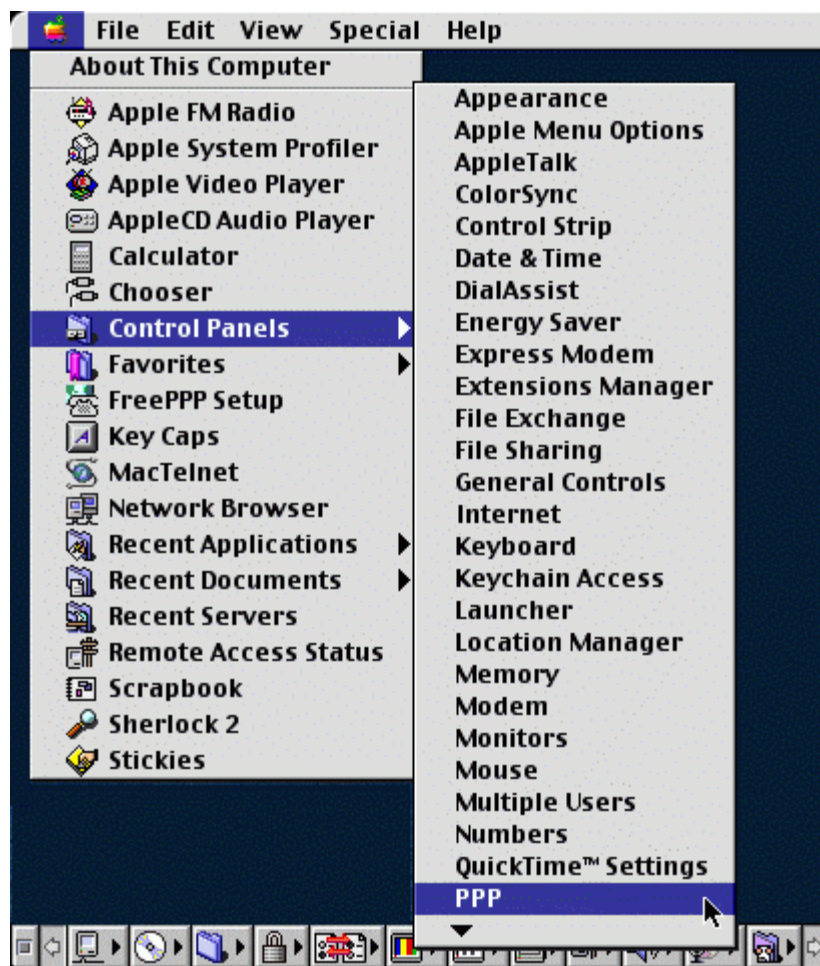 File Edit View Special Help
About This Computer
Apple FM Radio
Apple System Profiler
Apple Video Player
AppleCD Audio Player
Calculator
Chooser
Control Panels
Favorites
FreePPP Setup
Key Caps
MacTelnet
Network Browser
Recent Applications
Recent Documents
Recent Servers
Remote Access Status
Scrapbook
Sherlock 2
Stickies
Appearance
Apple Menu Options
AppleTalk
ColorSync
Control Strip
Date & Time
DialAssist
Energy Saver
Express Modem
Extensions Manager
File Exchange
File Sharing
General Controls
Internet
Keyboard
Keychain Access
Launcher
Location Manager
Memory
Modem
Monitors
Mouse
Multiple Users
Numbers
QuickTime™ Settings
PPP